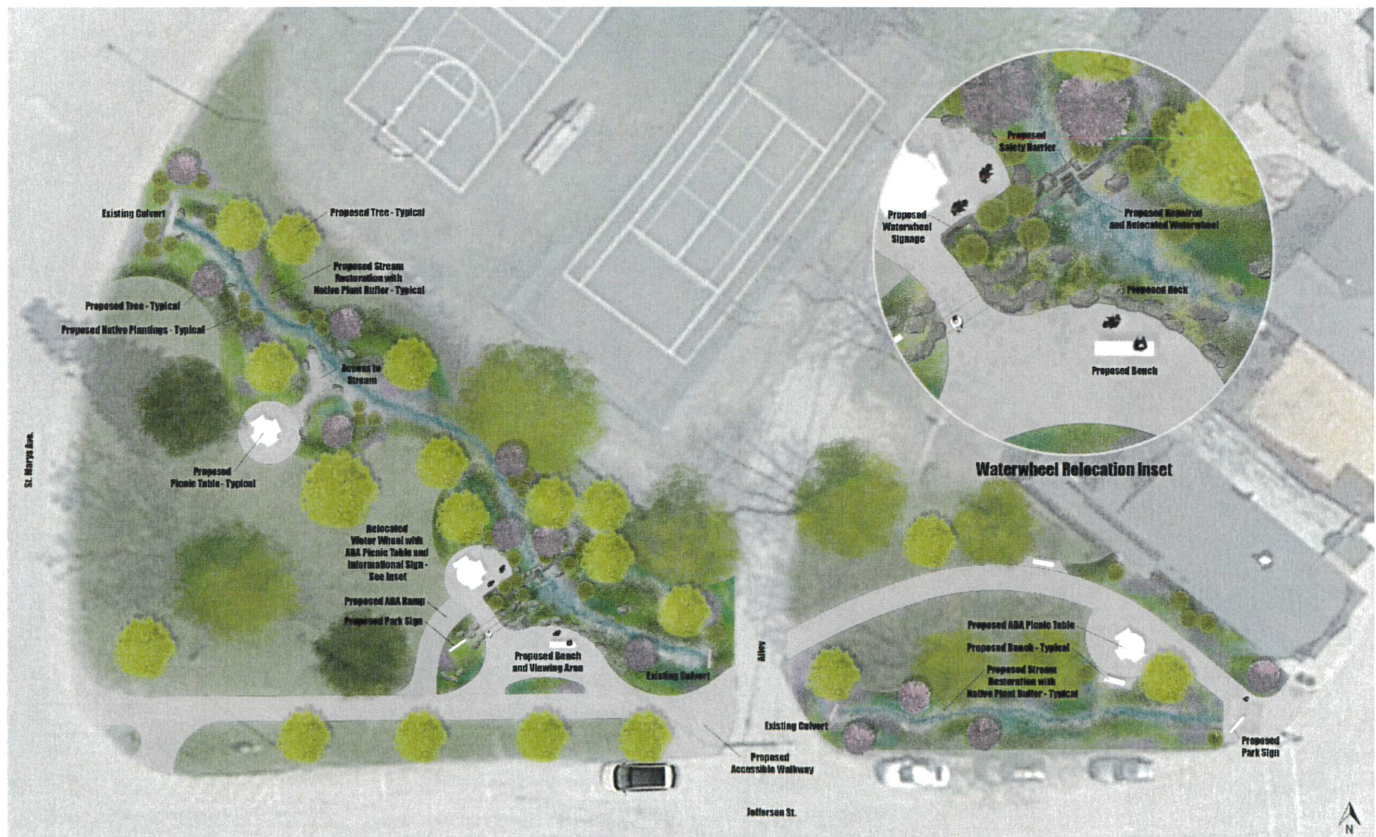 Existing Culvert
Proposed Tree - Typical
Proposed Stream
Restoration with
Native Plant Buffer - Typical
Proposed Tree - Typical
Proposed Native Plantings - Typical
Access to
Stream
St. Marys Ave.
Proposed
Picnic Table - Typical
Relocated
Water Wheel with
ADA Picnic Table and
Informational Sign -
See Inset
Proposed ADA Ramp
Proposed Park Sign
Proposed Bench
and Viewing Area
Existing Culvert
Alley
Proposed
Accessible Walkway
Jefferson St.
Proposed
Safety Barrier
Proposed
Waterwheel
Signage
Proposed Repaired
and Relocated Waterwheel
Proposed Rock
Proposed Bench
Waterwheel Relocation Inset
Proposed ADA Picnic Table
Proposed Bench - Typical
Proposed Stream
Restoration with
Native Plant Buffer - Typical
Existing Culvert
Proposed
Park Sign
N